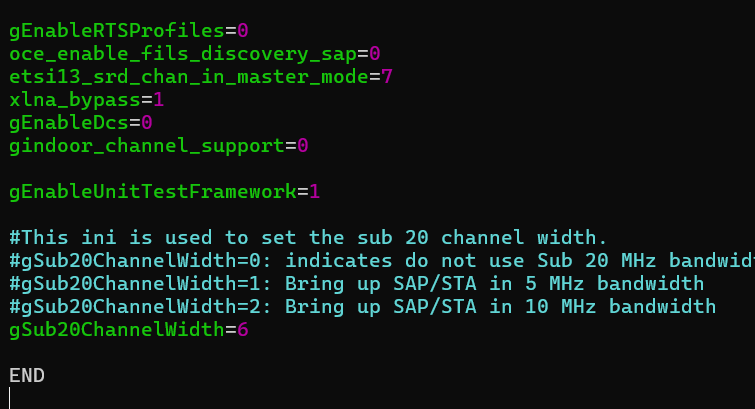 gEnableRTSProfiles=0
oce_enable_fils_discovery_sap=0
etsi13_srd_chan_in_master_mode=7
xlna_bypass=1
gEnableDcs=0
gindoor_channel_support=0
gEnableUnitTestFramework=1
#This ini is used to set the sub 20 channel width.
#gSub20ChannelWidth=0: indicates do not use Sub 20 MHz bandwidt
#gSub20ChannelWidth=1: Bring up SAP/STA in 5 MHz bandwidth
#gSub20ChannelWidth=2: Bring up SAP/STA in 10 MHz bandwidth
gSub20ChannelWidth=6
END